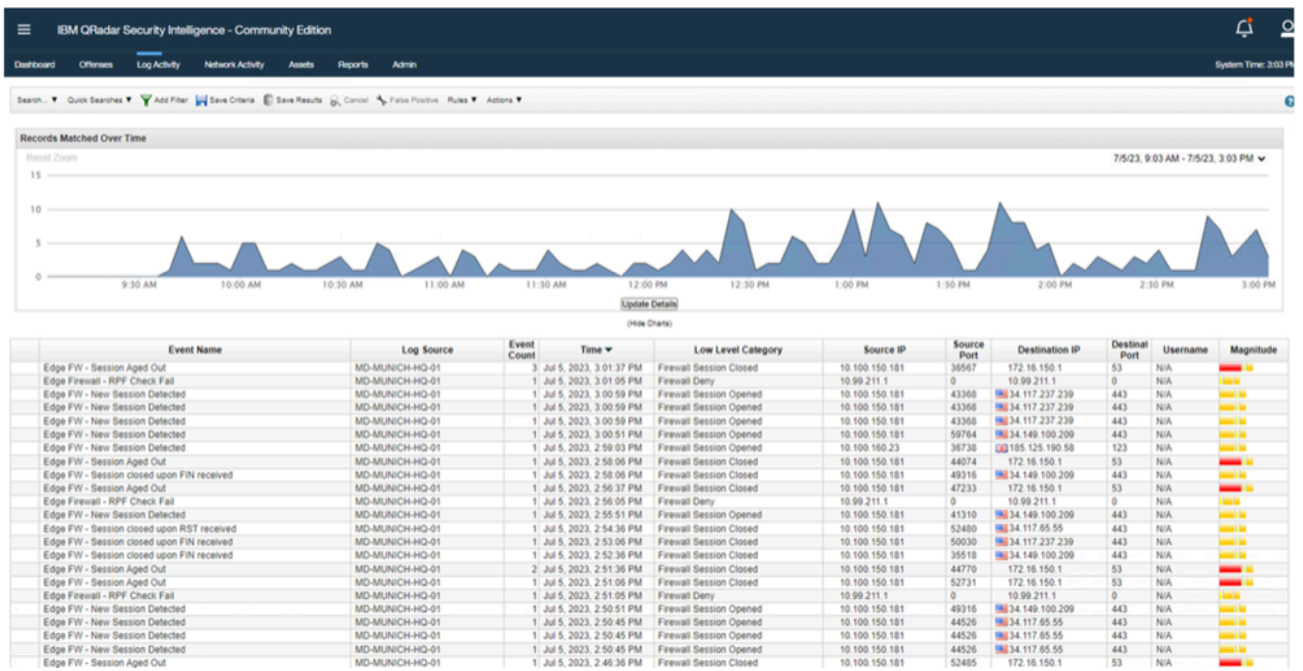 IBM QRadar Security Intelligence - Community Edition
Dashboard Offenses Log Activity Network Activity Assets Reports Admin System Time: 3:03 PM
Search... Quick Searches Add Filter Save Criteria Save Results Cancel False Positive Rules Actions
Records Matched Over Time
Reset Zoom 7/5/23, 9:03 AM - 7/5/23, 3:03 PM
15
10
5
0
9:30 AM 10:00 AM 10:30 AM 11:00 AM 11:30 AM 12:00 PM 12:30 PM 1:00 PM 1:30 PM 2:00 PM 2:30 PM 3:00 PM
Update Details
(Hide Charts)
Event Name Log Source Event Count Time Low Level Category Source IP Source Port Destination IP Destinat Port Username Magnitude
Edge FW - Session Aged Out MD-MUNICH-HQ-01 3 Jul 5, 2023, 3:01:37 PM Firewall Session Closed 10.100.150.181 36567 172.16.150.1 53 N/A
Edge Firewall - RPF Check Fail MD-MUNICH-HQ-01 1 Jul 5, 2023, 3:01:05 PM Firewall Deny 10.99.211.1 0 10.99.211.1 0 N/A
Edge FW - New Session Detected MD-MUNICH-HQ-01 1 Jul 5, 2023, 3:00:59 PM Firewall Session Opened 10.100.150.181 43368 34.117.237.239 443 N/A
Edge FW - New Session Detected MD-MUNICH-HQ-01 1 Jul 5, 2023, 3:00:59 PM Firewall Session Opened 10.100.150.181 43368 34.117.237.239 443 N/A
Edge FW - New Session Detected MD-MUNICH-HQ-01 1 Jul 5, 2023, 3:00:59 PM Firewall Session Opened 10.100.150.181 43368 34.117.237.239 443 N/A
Edge FW - New Session Detected MD-MUNICH-HQ-01 1 Jul 5, 2023, 3:00:51 PM Firewall Session Opened 10.100.150.181 59764 34.149.100.209 443 N/A
Edge FW - New Session Detected MD-MUNICH-HQ-01 1 Jul 5, 2023, 2:59:03 PM Firewall Session Opened 10.100.160.23 36738 185.125.190.58 123 N/A
Edge FW - Session Aged Out MD-MUNICH-HQ-01 1 Jul 5, 2023, 2:58:06 PM Firewall Session Closed 10.100.150.181 44074 172.16.150.1 53 N/A
Edge FW - Session closed upon FIN received MD-MUNICH-HQ-01 1 Jul 5, 2023, 2:58:06 PM Firewall Session Closed 10.100.150.181 49316 34.149.100.209 443 N/A
Edge FW - Session Aged Out MD-MUNICH-HQ-01 1 Jul 5, 2023, 2:56:37 PM Firewall Session Closed 10.100.150.181 47233 172.16.150.1 53 N/A
Edge Firewall - RPF Check Fail MD-MUNICH-HQ-01 1 Jul 5, 2023, 2:56:05 PM Firewall Deny 10.99.211.1 0 10.99.211.1 0 N/A
Edge FW - New Session Detected MD-MUNICH-HQ-01 1 Jul 5, 2023, 2:55:51 PM Firewall Session Opened 10.100.150.181 41310 34.149.100.209 443 N/A
Edge FW - Session closed upon RST received MD-MUNICH-HQ-01 1 Jul 5, 2023, 2:54:36 PM Firewall Session Closed 10.100.150.181 52480 34.117.65.55 443 N/A
Edge FW - Session closed upon FIN received MD-MUNICH-HQ-01 1 Jul 5, 2023, 2:53:06 PM Firewall Session Closed 10.100.150.181 50030 34.117.237.239 443 N/A
Edge FW - Session closed upon FIN received MD-MUNICH-HQ-01 1 Jul 5, 2023, 2:52:36 PM Firewall Session Closed 10.100.150.181 35518 34.149.100.209 443 N/A
Edge FW - Session Aged Out MD-MUNICH-HQ-01 2 Jul 5, 2023, 2:51:36 PM Firewall Session Closed 10.100.150.181 44770 172.16.150.1 53 N/A
Edge FW - Session Aged Out MD-MUNICH-HQ-01 1 Jul 5, 2023, 2:51:06 PM Firewall Session Closed 10.100.150.181 52731 172.16.150.1 53 N/A
Edge Firewall - RPF Check Fail MD-MUNICH-HQ-01 1 Jul 5, 2023, 2:51:05 PM Firewall Deny 10.99.211.1 0 10.99.211.1 0 N/A
Edge FW - New Session Detected MD-MUNICH-HQ-01 1 Jul 5, 2023, 2:50:51 PM Firewall Session Opened 10.100.150.181 49316 34.149.100.209 443 N/A
Edge FW - New Session Detected MD-MUNICH-HQ-01 1 Jul 5, 2023, 2:50:45 PM Firewall Session Opened 10.100.150.181 44526 34.117.65.55 443 N/A
Edge FW - New Session Detected MD-MUNICH-HQ-01 1 Jul 5, 2023, 2:50:45 PM Firewall Session Opened 10.100.150.181 44526 34.117.65.55 443 N/A
Edge FW - New Session Detected MD-MUNICH-HQ-01 1 Jul 5, 2023, 2:50:45 PM Firewall Session Opened 10.100.150.181 44526 34.117.65.55 443 N/A
Edge FW - Session Aged Out MD-MUNICH-HQ-01 1 Jul 5, 2023, 2:46:36 PM Firewall Session Closed 10.100.150.181 52485 172.16.150.1 53 N/A